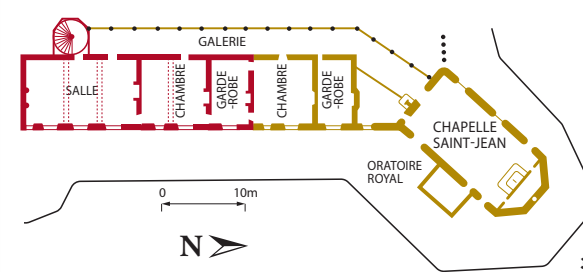 GALERIE
SALLE
CHAMBRE
GARDE
-ROBE
CHAMBRE
GARDE
-ROBE
CHAPELLE
SAINT-JEAN
ORATOIRE
ROYAL
0 10m
N